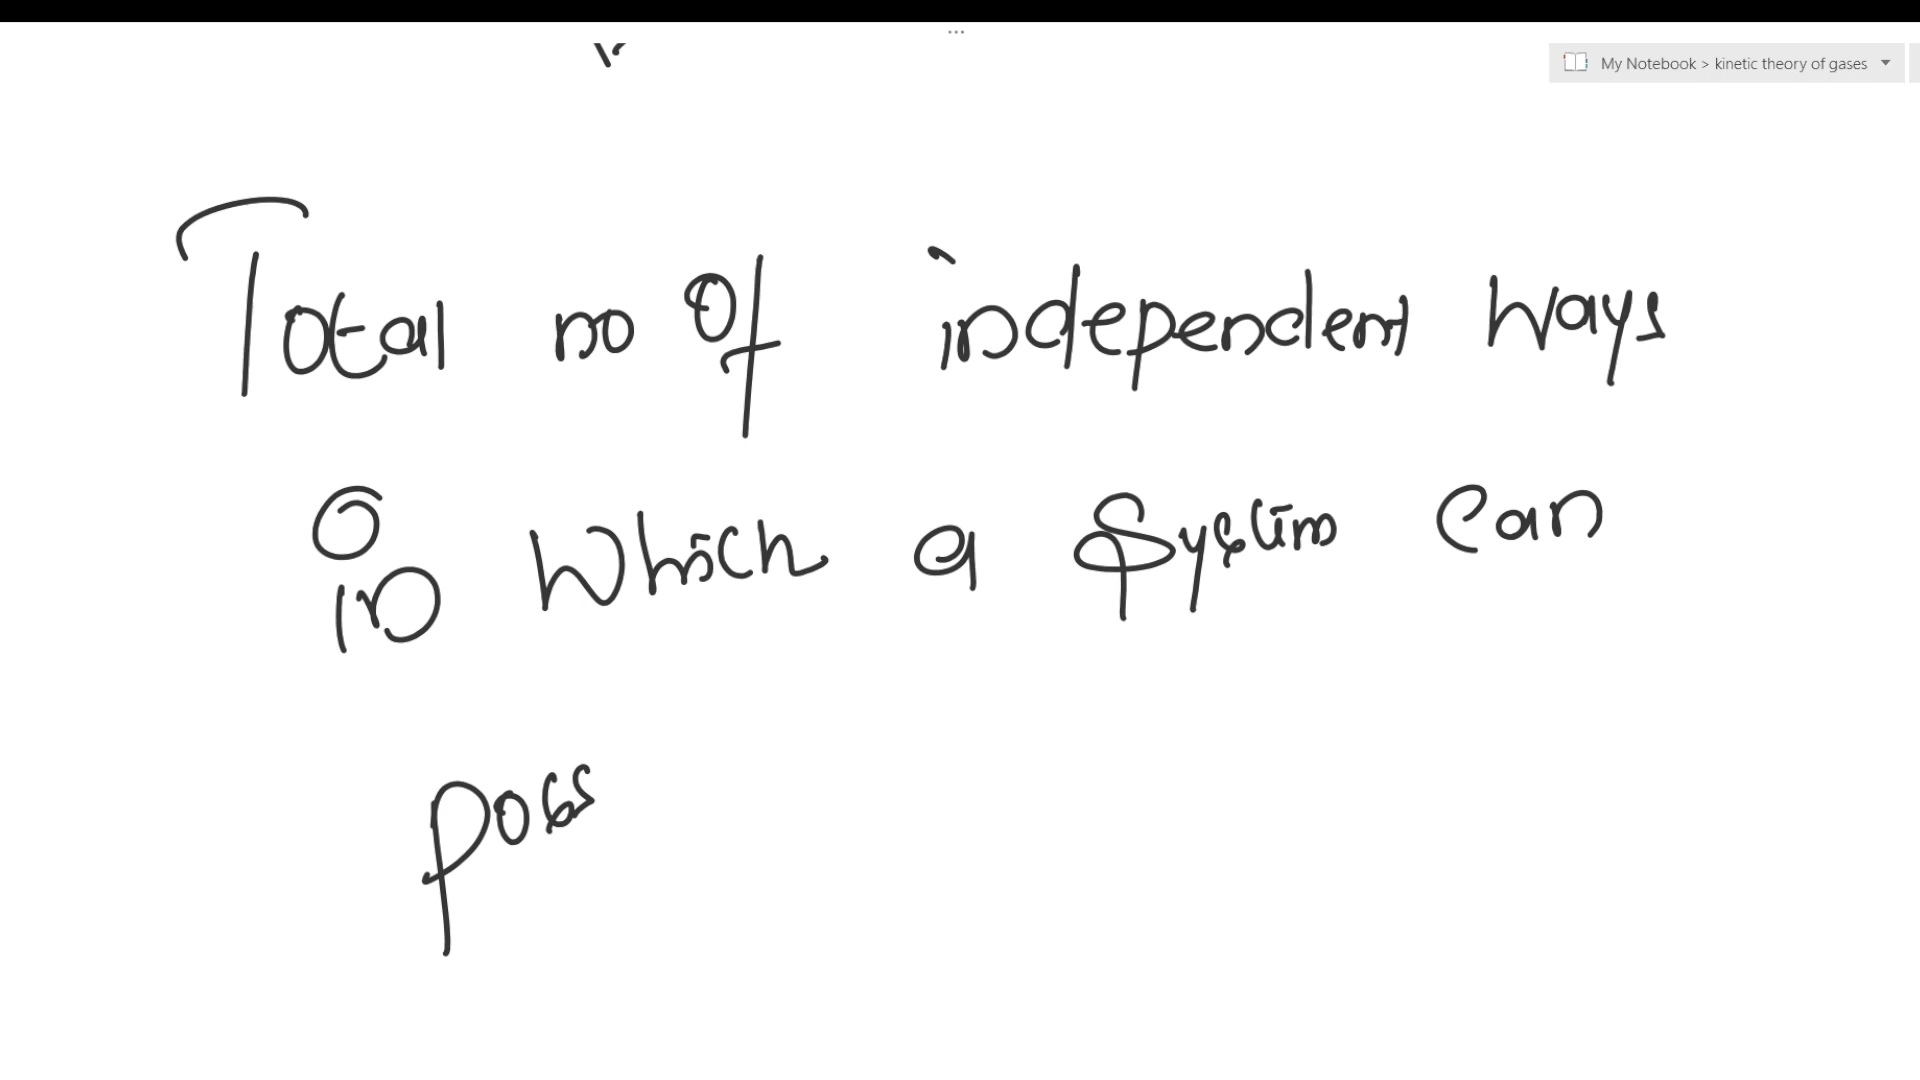 My Notebook > kinetic theory of gases
Total no of independent ways
in which a system can
poss